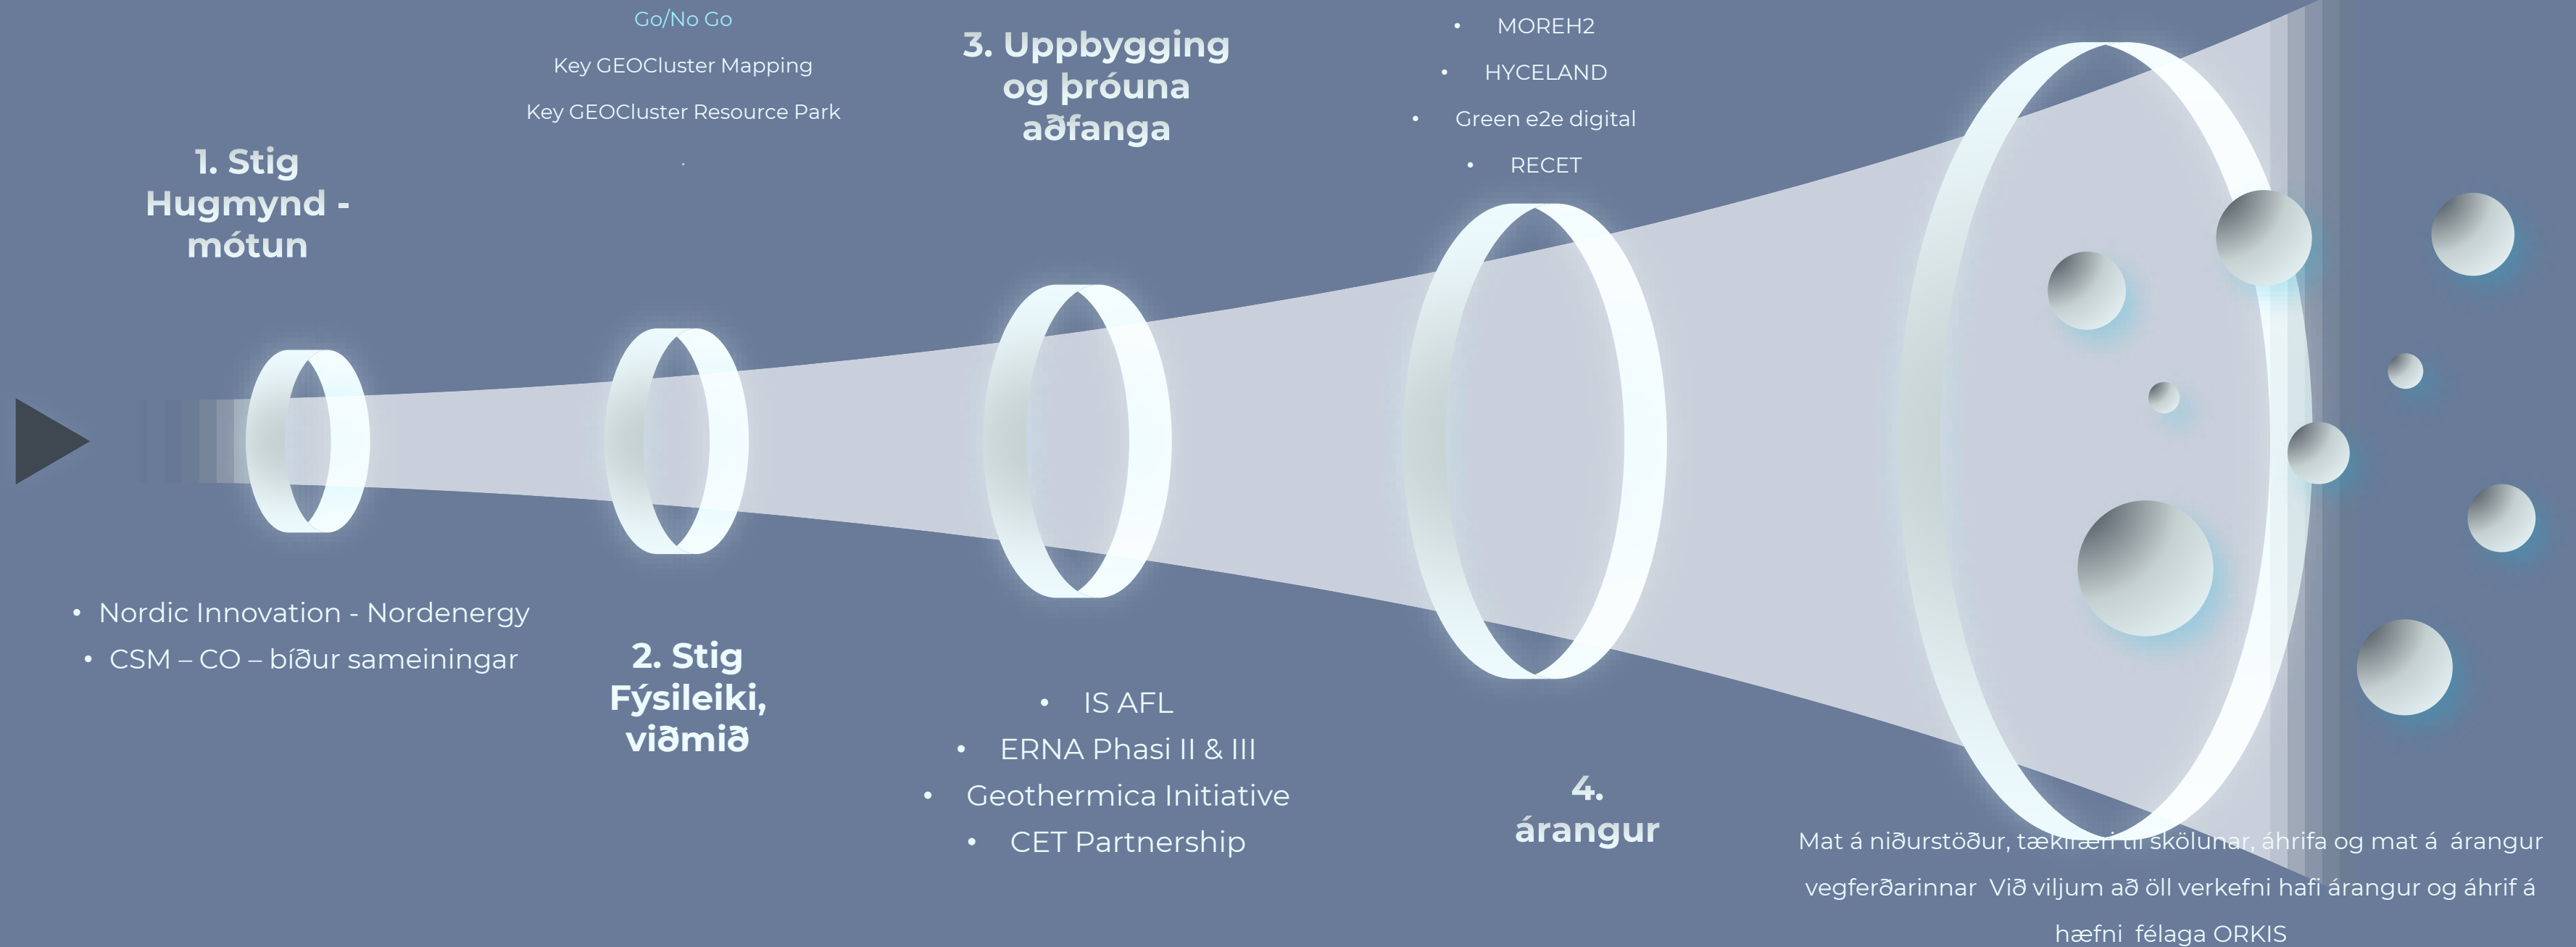 1. Stig
Hugmynd -
mótun
• Nordic Innovation - Nordenergy
• CSM – CO – bíður sameiningar
Go/No Go
Key GEOCluster Mapping
Key GEOCluster Resource Park
.
2. Stig
Fýsileiki,
viðmið
3. Uppbygging
og þróuna
aðfanga
• IS AFL
• ERNA Phasi II & III
• Geothermica Initiative
• CET Partnership
• MOREH2
• HYCELAND
• Green e2e digital
• RECET
4.
árangur
Mat á niðurstöður, tækifæri til skölunar, áhrifa og mat á árangur
vegferðarinnar Við viljum að öll verkefni hafi árangur og áhrif á
hæfni félaga ORKIS